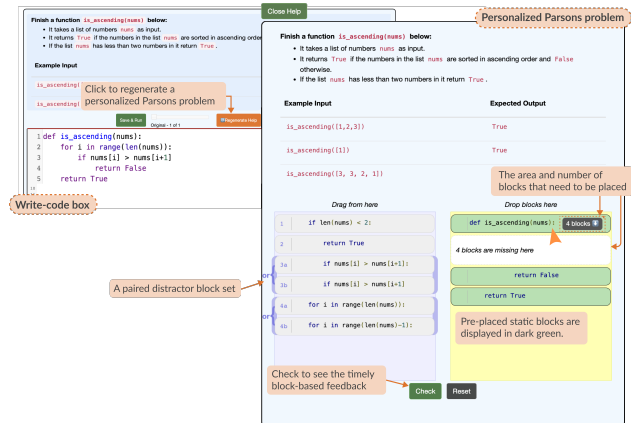 Close Help
Personalized Parsons problem
Finish a function is_ascending(nums) below:
• It takes a list of numbers nums as input.
• It returns True if the numbers in the list nums are sorted in ascending order
• If the list nums has less than two numbers in it return True.
Example Input
is_ascending(
is_ascending(
Click to regenerate a
personalized Parsons problem
Save & Run
Original - 1 of 1
Regenerate Help
1 def is_ascending(nums):
2 for i in range(len(nums)):
3 if nums[i] > nums[i+1]
4 return False
5 return True
Write-code box
Finish a function is_ascending(nums) below:
• It takes a list of numbers nums as input.
• It returns True if the numbers in the list nums are sorted in ascending order and False
otherwise.
• If the list nums has less than two numbers in it return True.
Example Input Expected Output
is_ascending([1,2,3]) True
is_ascending([1]) True
is_ascending([3, 3, 2, 1])
The area and number of
blocks that need to be placed
Drag from here
Drop blocks here
1 if len(nums) < 2:
2 return True
3a if nums[i] > nums[i+1]:
or
3b if nums[i] > nums[i+1]
4a for i in range(len(nums)):
or
4b for i in range(len(nums)-1):
A paired distractor block set
def is_ascending(nums):
4 blocks
4 blocks are missing here
return False
return True
Pre-placed static blocks are
displayed in dark green.
Check to see the timely
block-based feedback
Check
Reset